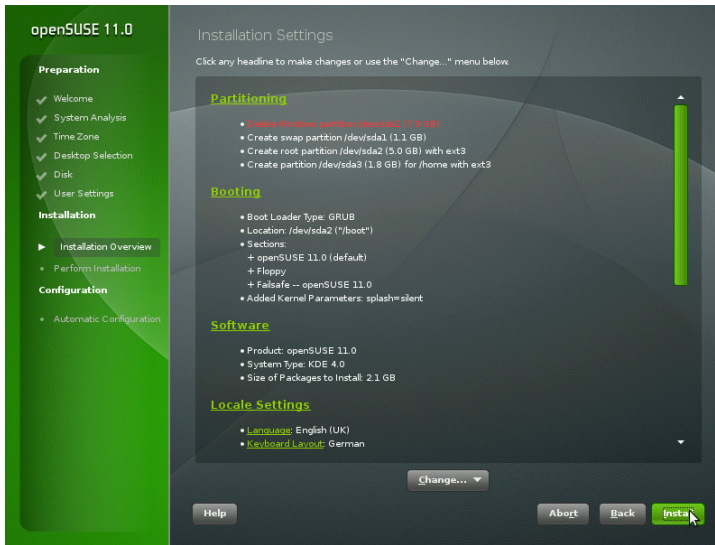 openSUSE 11.0
Preparation
Welcome
System Analysis
Time Zone
Desktop Selection
Disk
User Settings
Installation
Installation Overview
Perform Installation
Configuration
Automatic Configuration
Installation Settings
Click any headline to make changes or use the "Change..." menu below.
Partitioning
• Delete Windows partition /dev/sda1
• Create swap partition /dev/sda1 (1.1 GB)
• Create root partition /dev/sda2 (5.0 GB) with ext3
• Create partition /dev/sda3 (1.8 GB) for /home with ext3
Booting
• Boot Loader Type: GRUB
• Location: /dev/sda2 ("/boot")
• Sections:
+ openSUSE 11.0 (default)
+ Floppy
+ Failsafe -- openSUSE 11.0
• Added Kernel Parameters: splash=silent
Software
• Product: openSUSE 11.0
• System Type: KDE 4.0
• Size of Packages to Install: 2.1 GB
Locale Settings
• Language: English (UK)
• Keyboard Layout: German
Change...
Help
Abort
Back
Install